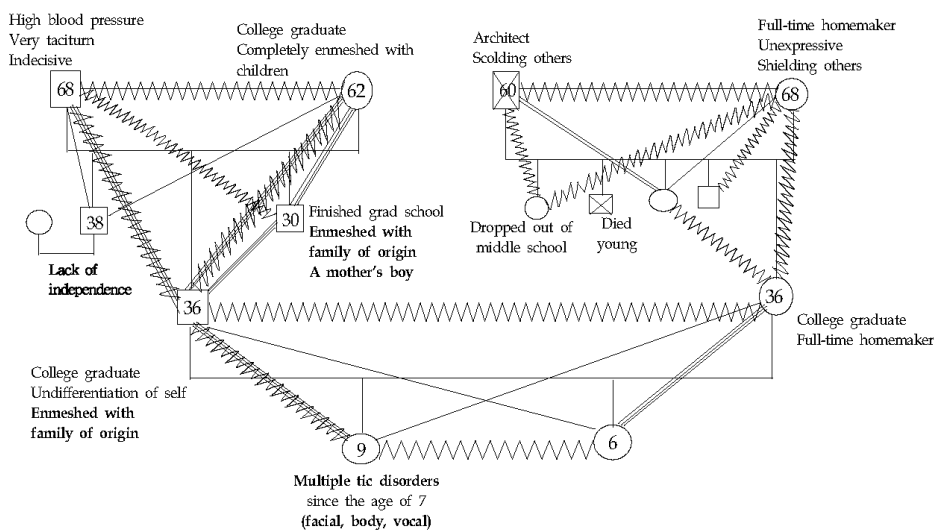 High blood pressure
Very taciturn
Indecisive
College graduate
Completely enmeshed with
children
Architect
Scolding others
Full-time homemaker
Unexpressive
Shielding others
68
62
60
68
38
30
Finished grad school
Enmeshed with
family of origin
A mother's boy
Dropped out of
middle school
Died
young
Lack of
independence
36
36
College graduate
Full-time homemaker
College graduate
Undifferentiation of self
Enmeshed with
family of origin
9
6
Multiple tic disorders
since the age of 7
(facial, body, vocal)